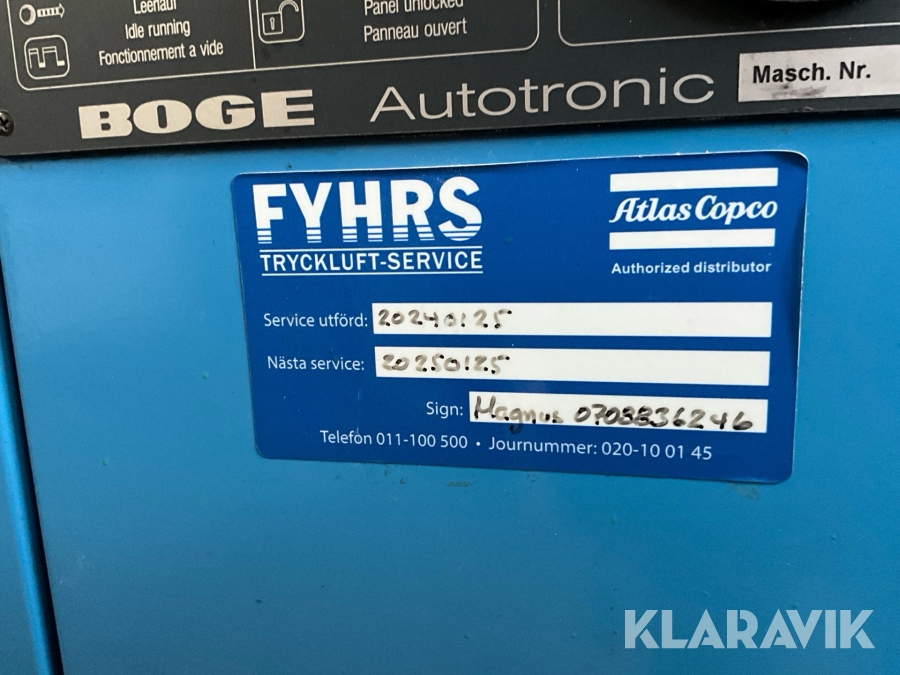 Leerlauf
Idle running
Fonctionnement a vide
Panel unlocked
Panneau ouvert
BOGE Autotronic
Masch. Nr.
FYHRS
TRYCKLUFT-SERVICE
Atlas Copco
Authorized distributor
Service utförd: 20240125
Nästa service: 20250125
Sign: Magnus 0708836246
Telefon 011-100 500 • Journummer: 020-10 01 45
KLARAVIK